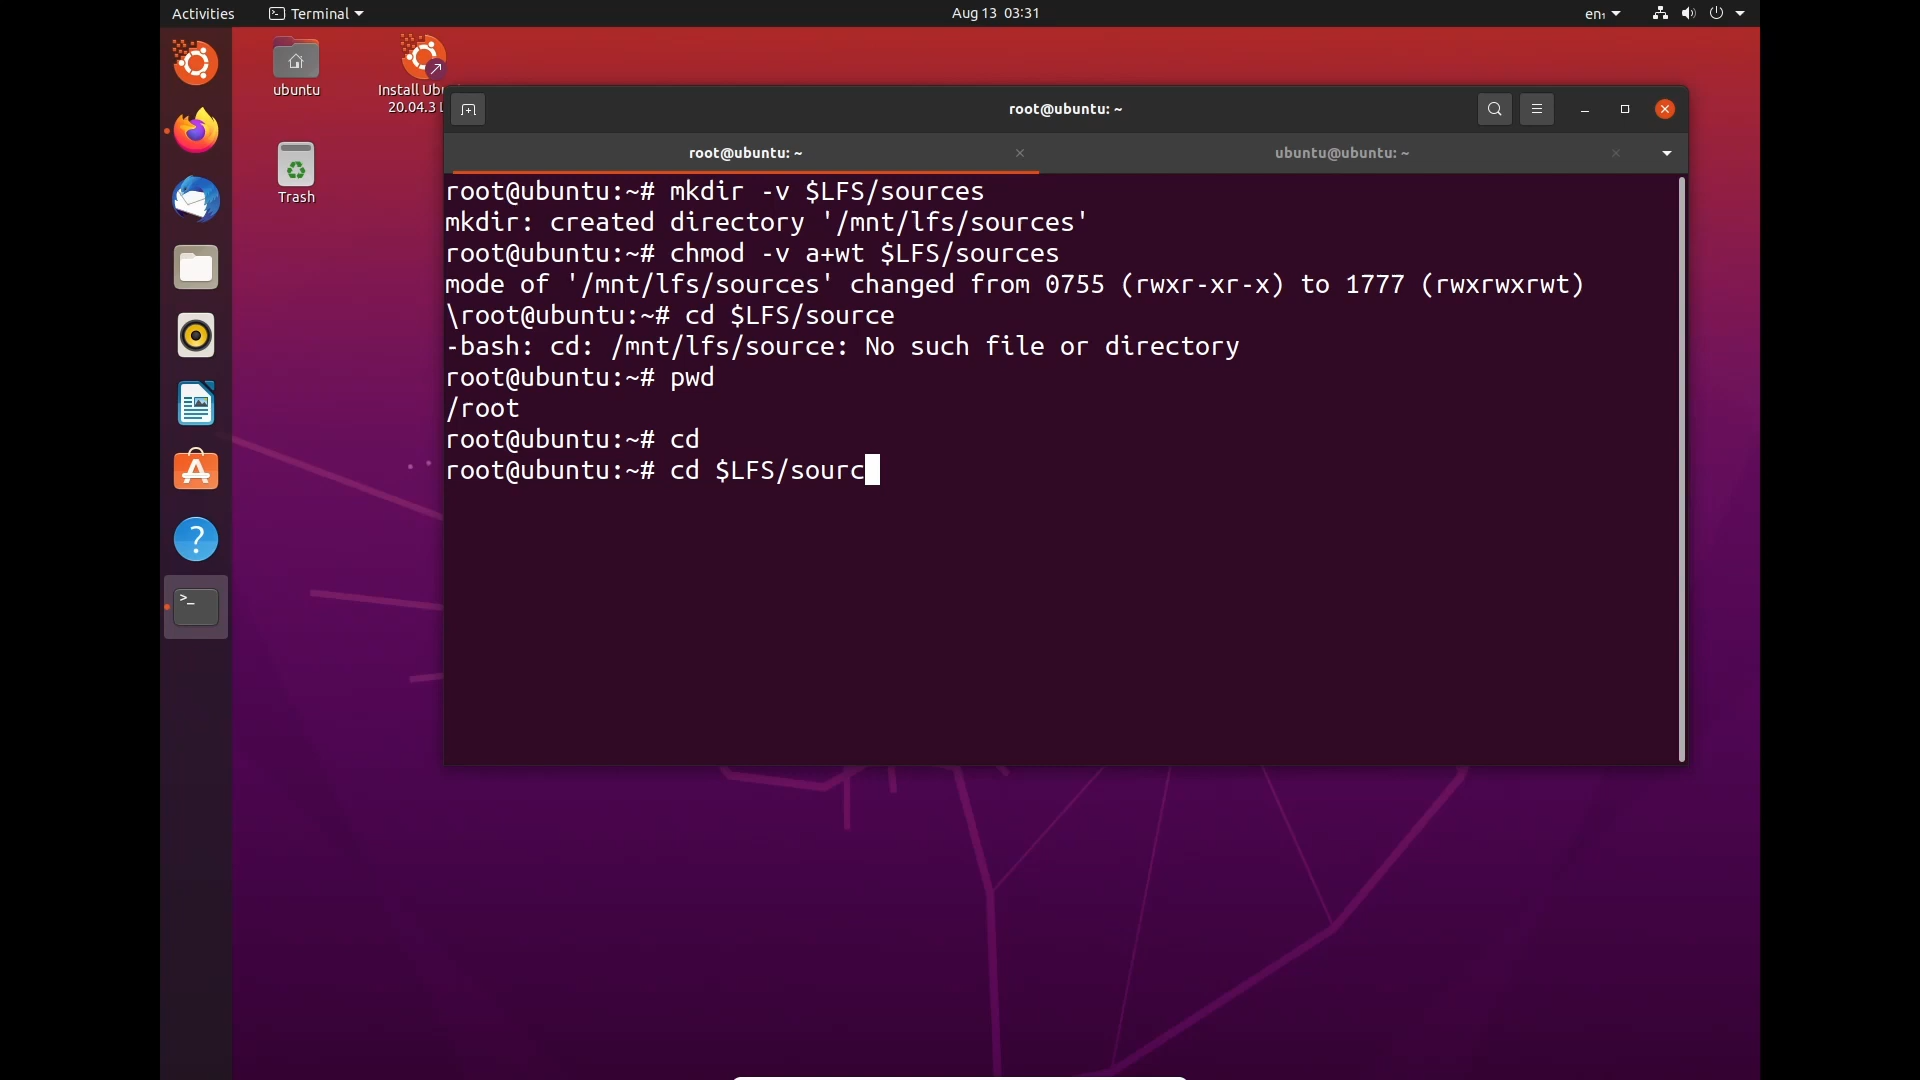 Activities
Terminal
Aug 13 03:31
en₁
ubuntu
Install Ubu
20.04.3 L
Trash
root@ubuntu: ~
root@ubuntu: ~
ubuntu@ubuntu: ~
root@ubuntu:~# mkdir -v $LFS/sources
mkdir: created directory '/mnt/lfs/sources'
root@ubuntu:~# chmod -v a+wt $LFS/sources
mode of '/mnt/lfs/sources' changed from 0755 (rwxr-xr-x) to 1777 (rwxrwxrwt)
\root@ubuntu:~# cd $LFS/source
-bash: cd: /mnt/lfs/source: No such file or directory
root@ubuntu:~# pwd
/root
root@ubuntu:~# cd
root@ubuntu:~# cd $LFS/sourc